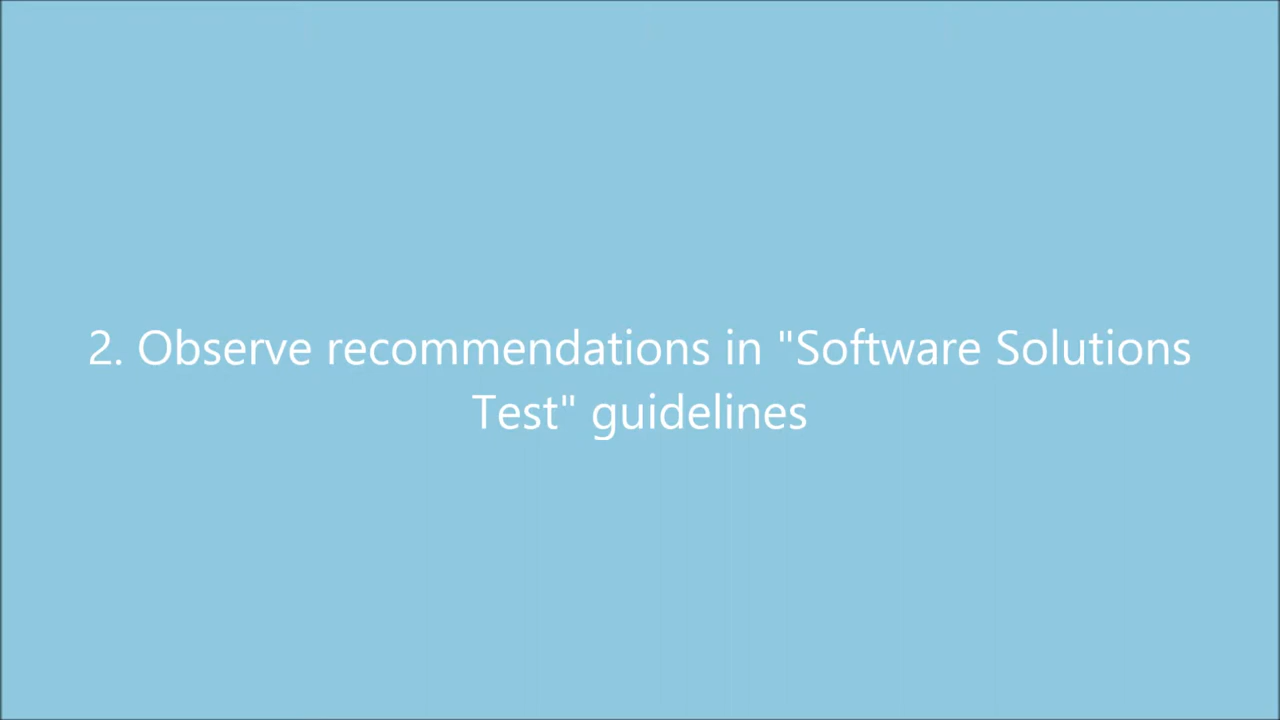 2. Observe recommendations in "Software Solutions
Test" guidelines